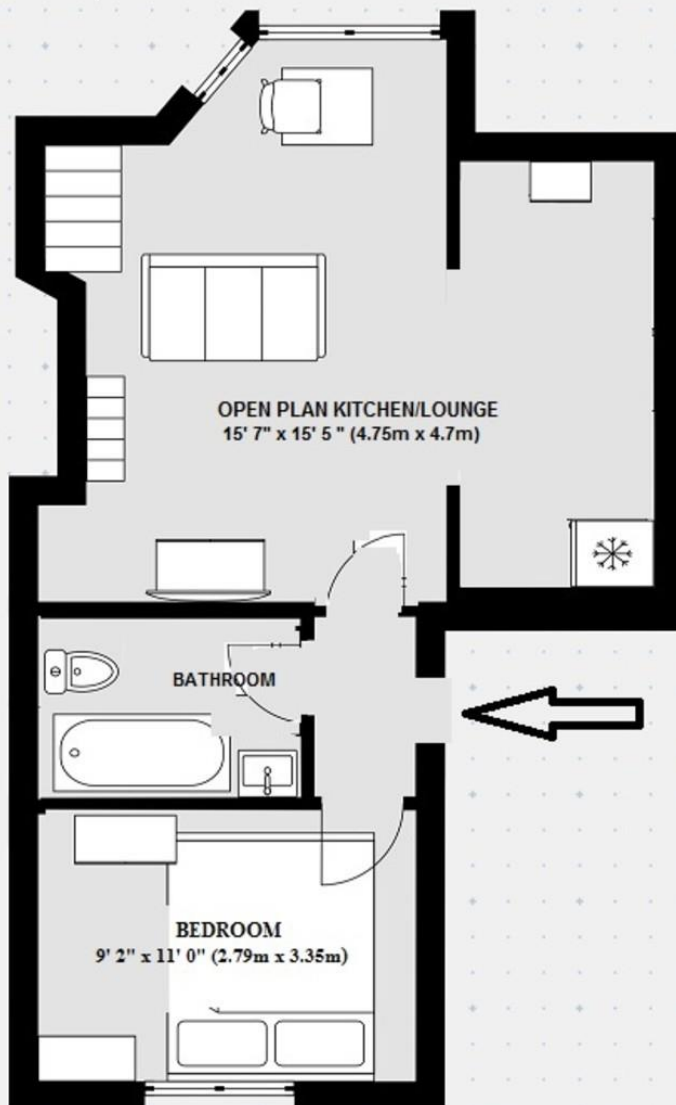 OPEN PLAN KITCHEN/LOUNGE
15' 7" x 15' 5 " (4.75m x 4.7m)
BATHROOM
BEDROOM
9' 2" x 11' 0" (2.79m x 3.35m)